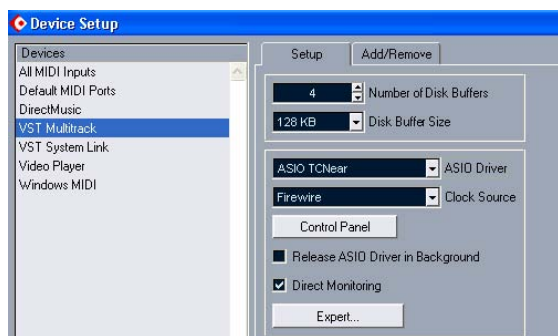 Device Setup
Devices
All MIDI Inputs
Default MIDI Ports
DirectMusic
VST Multitrack
VST System Link
Video Player
Windows MIDI
Setup
Add/Remove
4 Number of Disk Buffers
128 KB Disk Buffer Size
ASIO TCNear ASIO Driver
Firewire Clock Source
Control Panel
Release ASIO Driver in Background
Direct Monitoring
Expert...